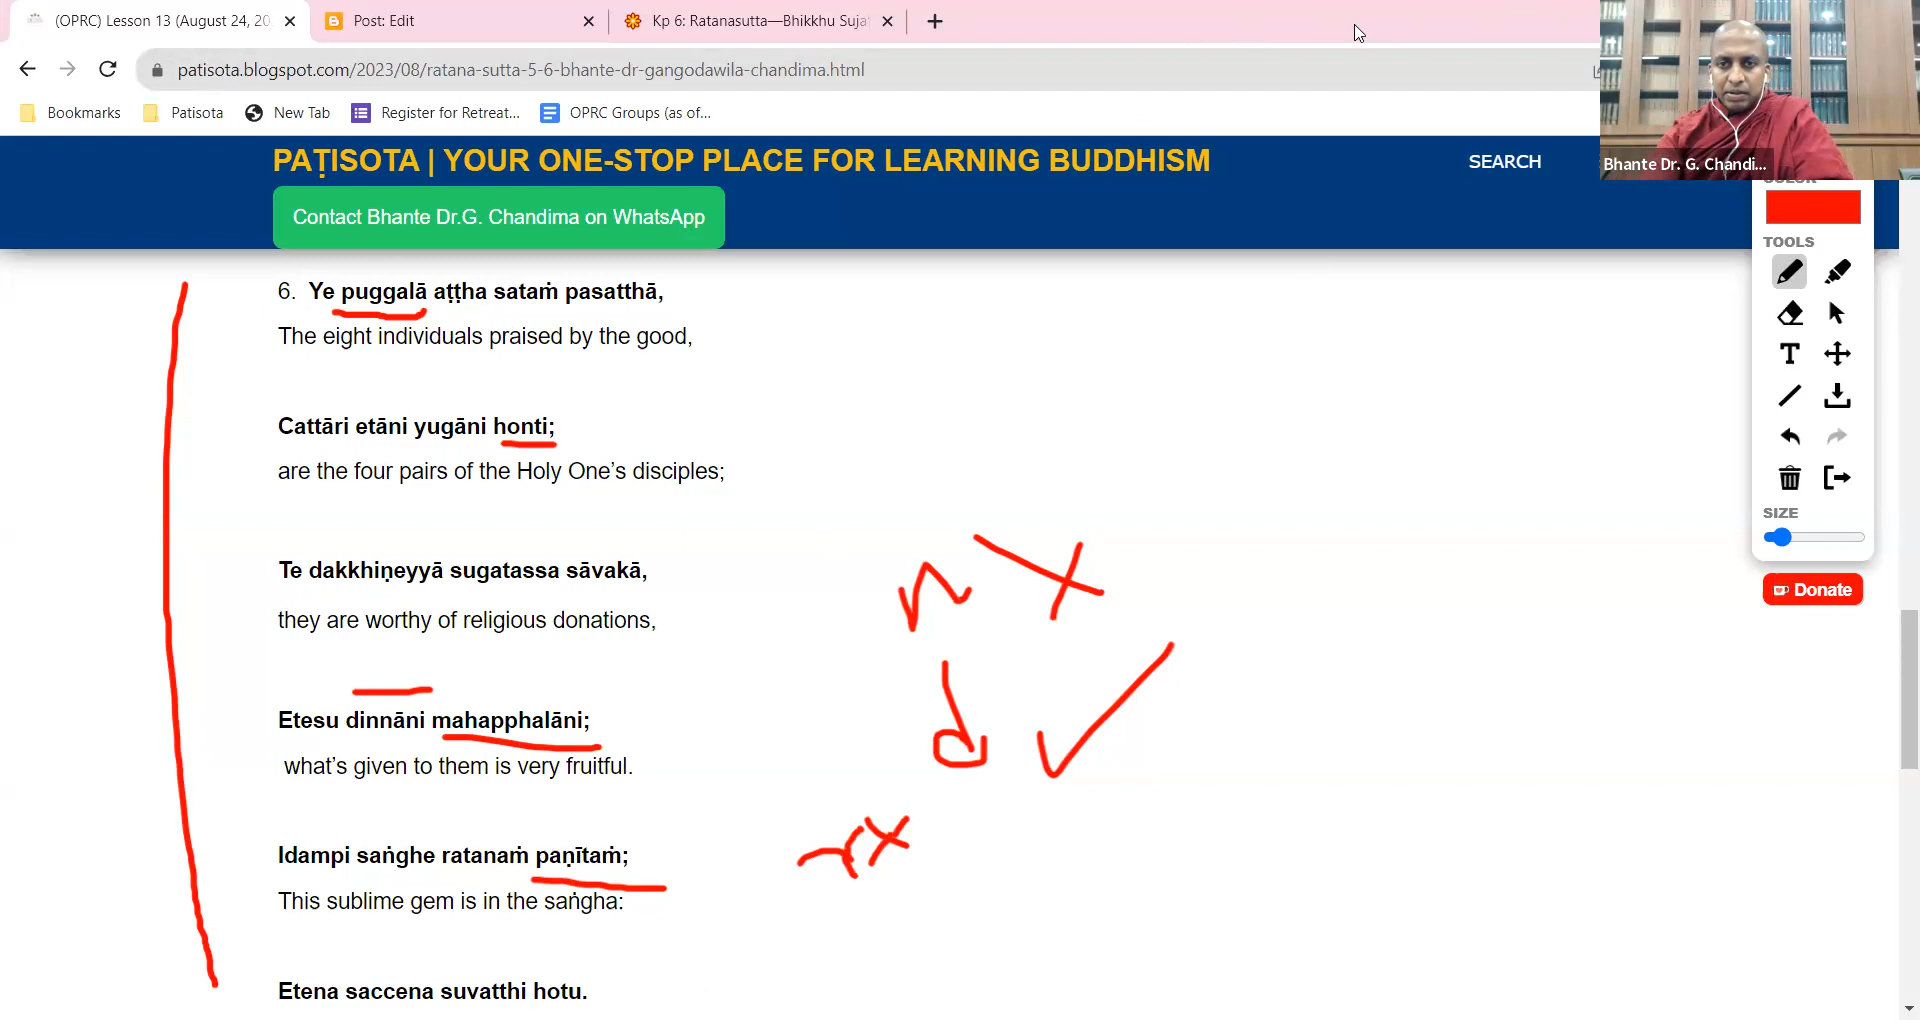 (OPRC) Lesson 13 (August 24, 20
Post: Edit
Kp 6: Ratanasutta—Bhikkhu Suja
patisota.blogspot.com/2023/08/ratana-sutta-5-6-bhante-dr-gangodawila-chandima.html
Bookmarks
Patisota
New Tab
Register for Retreat...
OPRC Groups (as of...
PAṬISOTA | YOUR ONE-STOP PLACE FOR LEARNING BUDDHISM
SEARCH
Bhante Dr. G. Chandi...
Contact Bhante Dr.G. Chandima on WhatsApp
COLOR
TOOLS
T
SIZE
Donate
6. Ye puggalā aṭṭha sataṁ pasatthā,
The eight individuals praised by the good,
Cattāri etāni yugāni honti;
are the four pairs of the Holy One’s disciples;
Te dakkhiṇeyyā sugatassa sāvakā,
they are worthy of religious donations,
Etesu dinnāni mahapphalāni;
what’s given to them is very fruitful.
Idampi saṅghe ratanaṁ paṇītaṁ;
This sublime gem is in the saṅgha:
Etena saccena suvatthi hotu.
n
d